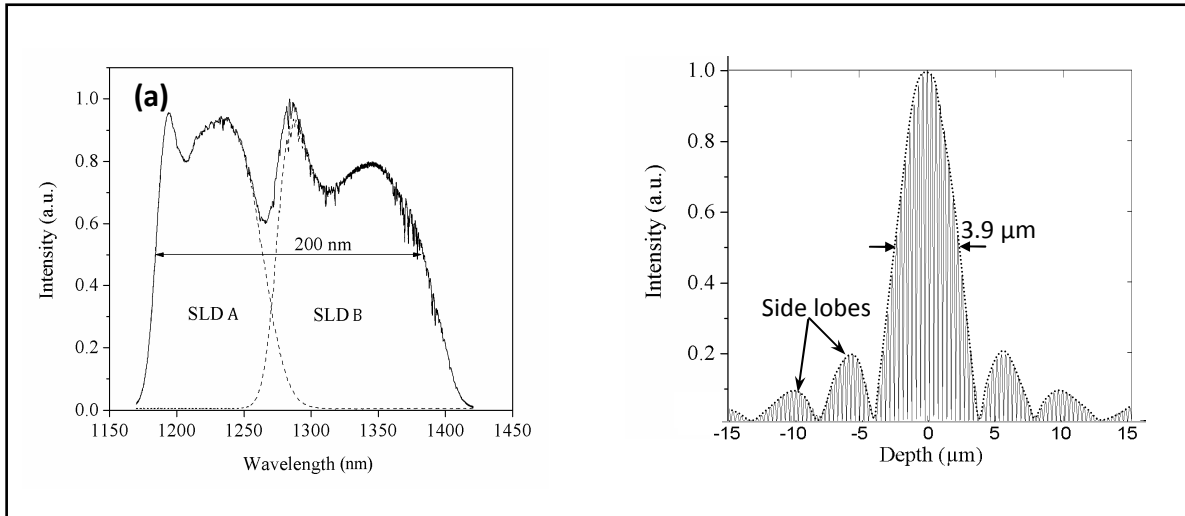 (a)
Intensity (a.u.)
1.0
0.8
0.6
0.4
0.2
0.0
200 nm
SLD A
SLD B
1150
1200
1250
1300
1350
1400
1450
Wavelength (nm)
Intensity (a.u.)
1.0
0.8
0.6
0.4
0.2
3.9 µm
Side lobes
-15
-10
-5
0
5
10
15
Depth (µm)